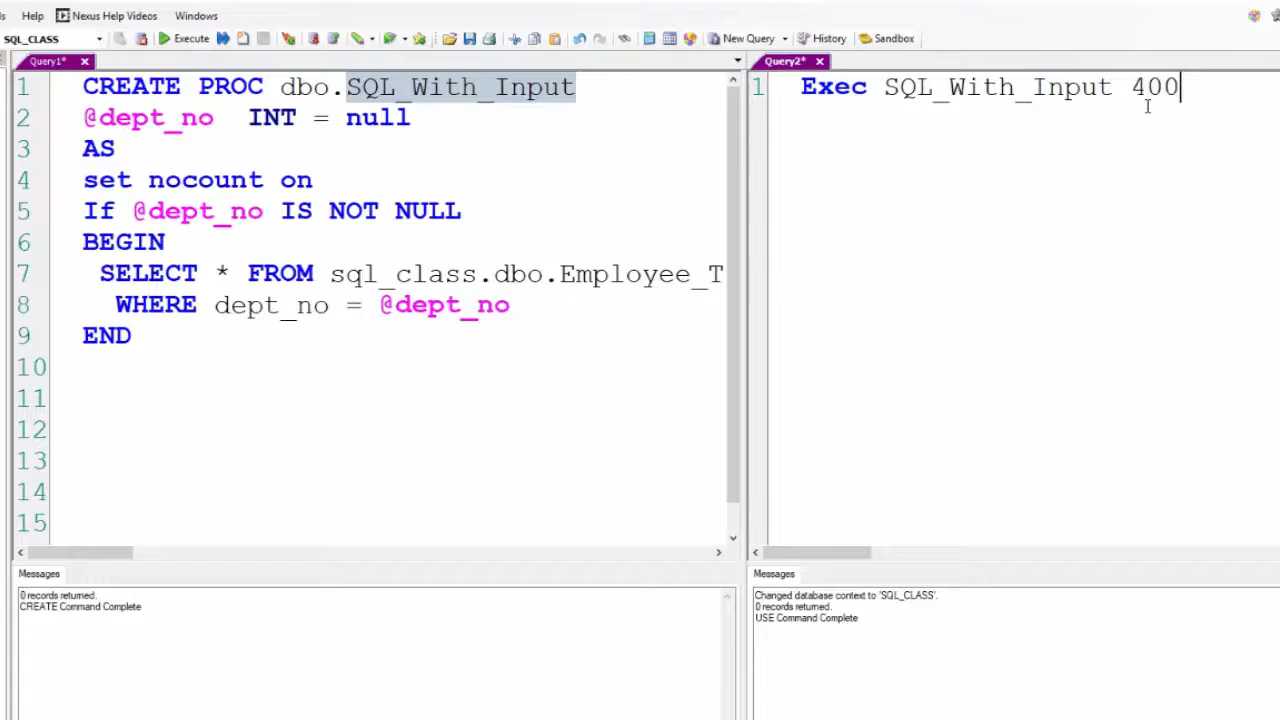 Help Nexus Help Videos Windows
SQL_CLASS Execute New Query History Sandbox
Query1* x
Query2* x
1 CREATE PROC dbo.SQL_With_Input
2 @dept_no INT = null
3 AS
4 set nocount on
5 If @dept_no IS NOT NULL
6 BEGIN
7 SELECT * FROM sql_class.dbo.Employee_T
8 WHERE dept_no = @dept_no
9 END
10
11
12
13
14
15
1 Exec SQL_With_Input 400
Messages
0 records returned.
CREATE Command Complete
Messages
Changed database context to 'SQL_CLASS'.
0 records returned.
USE Command Complete